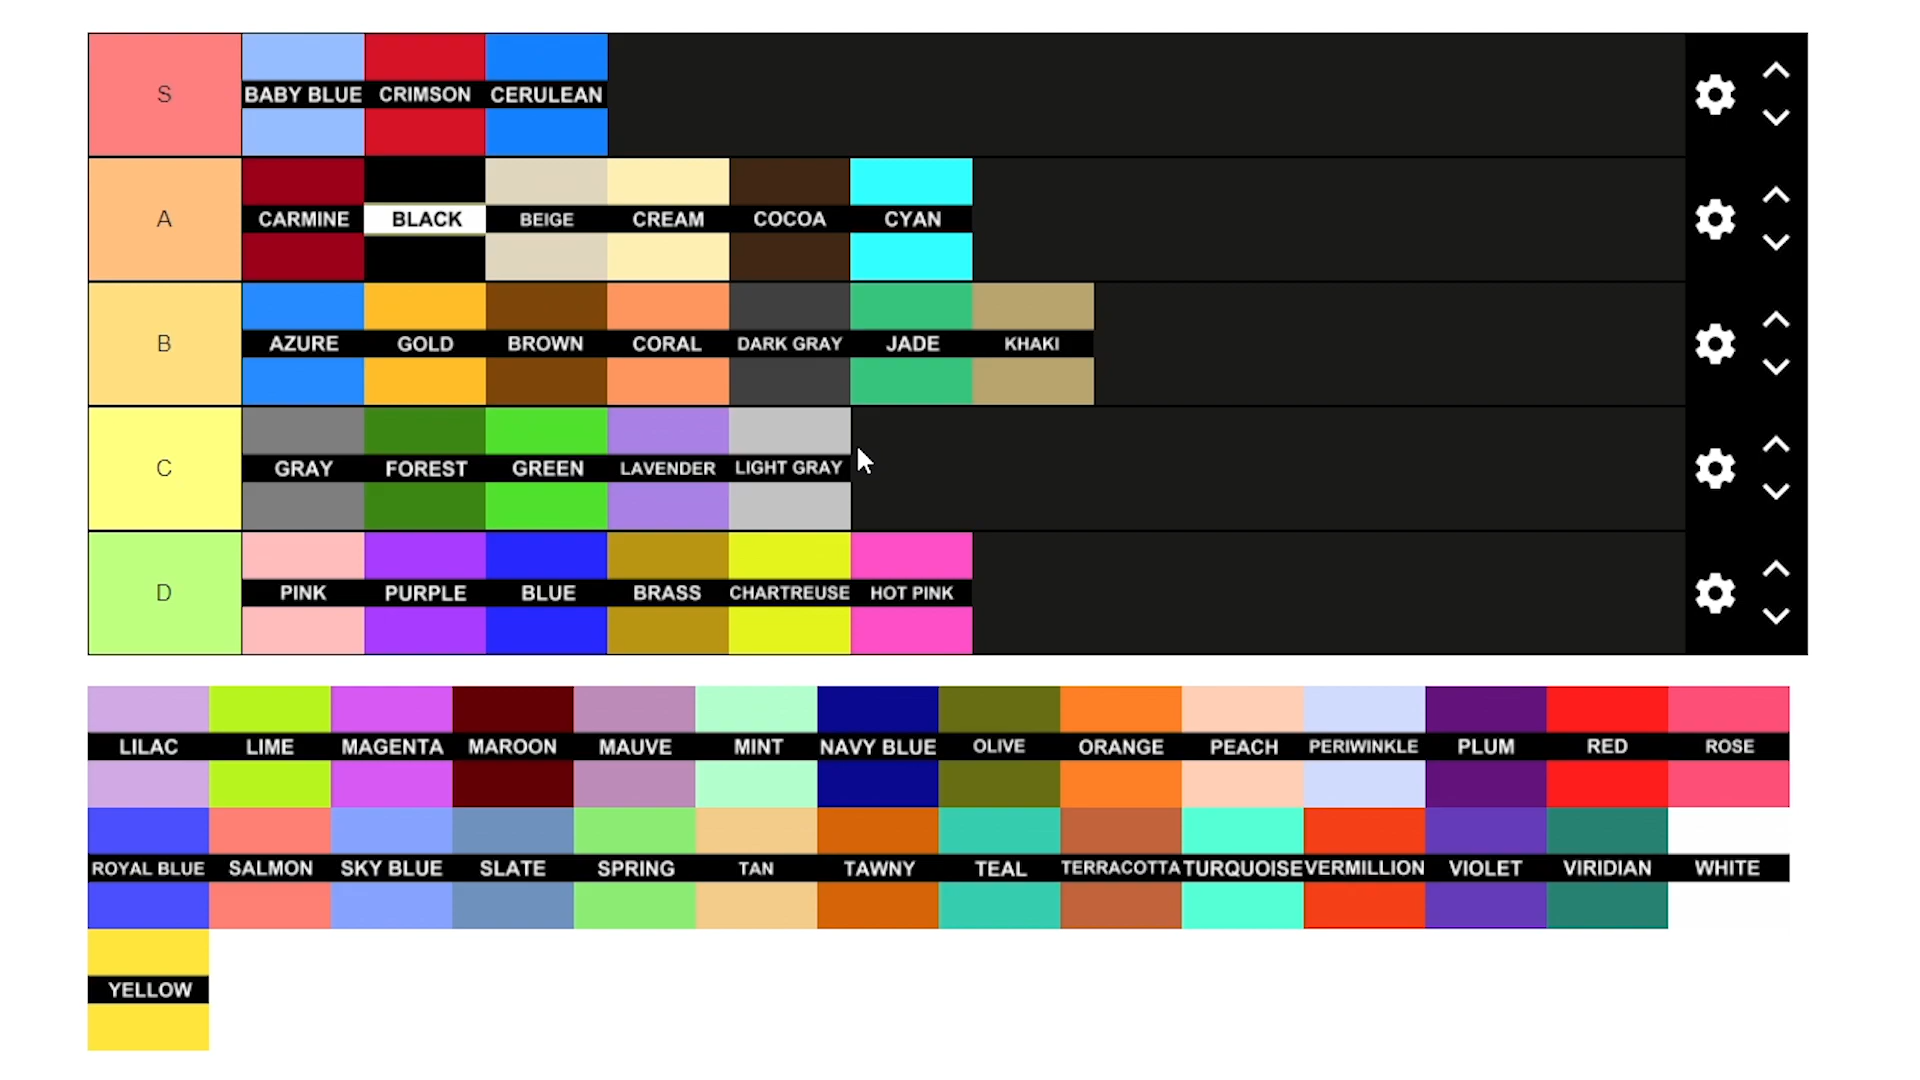 S BABY BLUE CRIMSON CERULEAN
A CARMINE BLACK BEIGE CREAM COCOA CYAN
B AZURE GOLD BROWN CORAL DARK GRAY JADE KHAKI
C GRAY FOREST GREEN LAVENDER LIGHT GRAY
D PINK PURPLE BLUE BRASS CHARTREUSE HOT PINK
LILAC LIME MAGENTA MAROON MAUVE MINT NAVY BLUE OLIVE ORANGE PEACH PERIWINKLE PLUM RED ROSE
ROYAL BLUE SALMON SKY BLUE SLATE SPRING TAN TAWNY TEAL TERRACOTTA TURQUOISE VERMILLION VIOLET VIRIDIAN WHITE
YELLOW